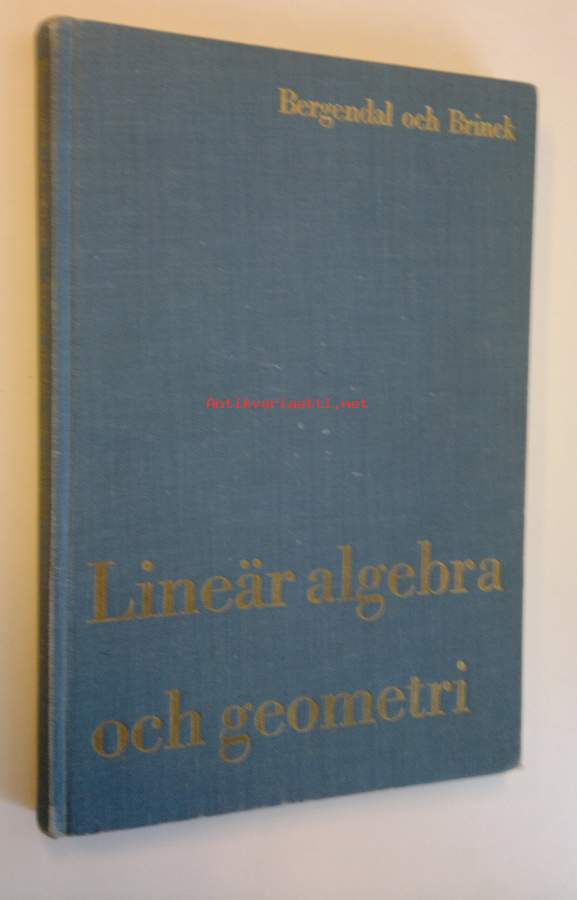 Bergendal och Brinck
Antikvariaatti.net
Lineär algebra
och geometri